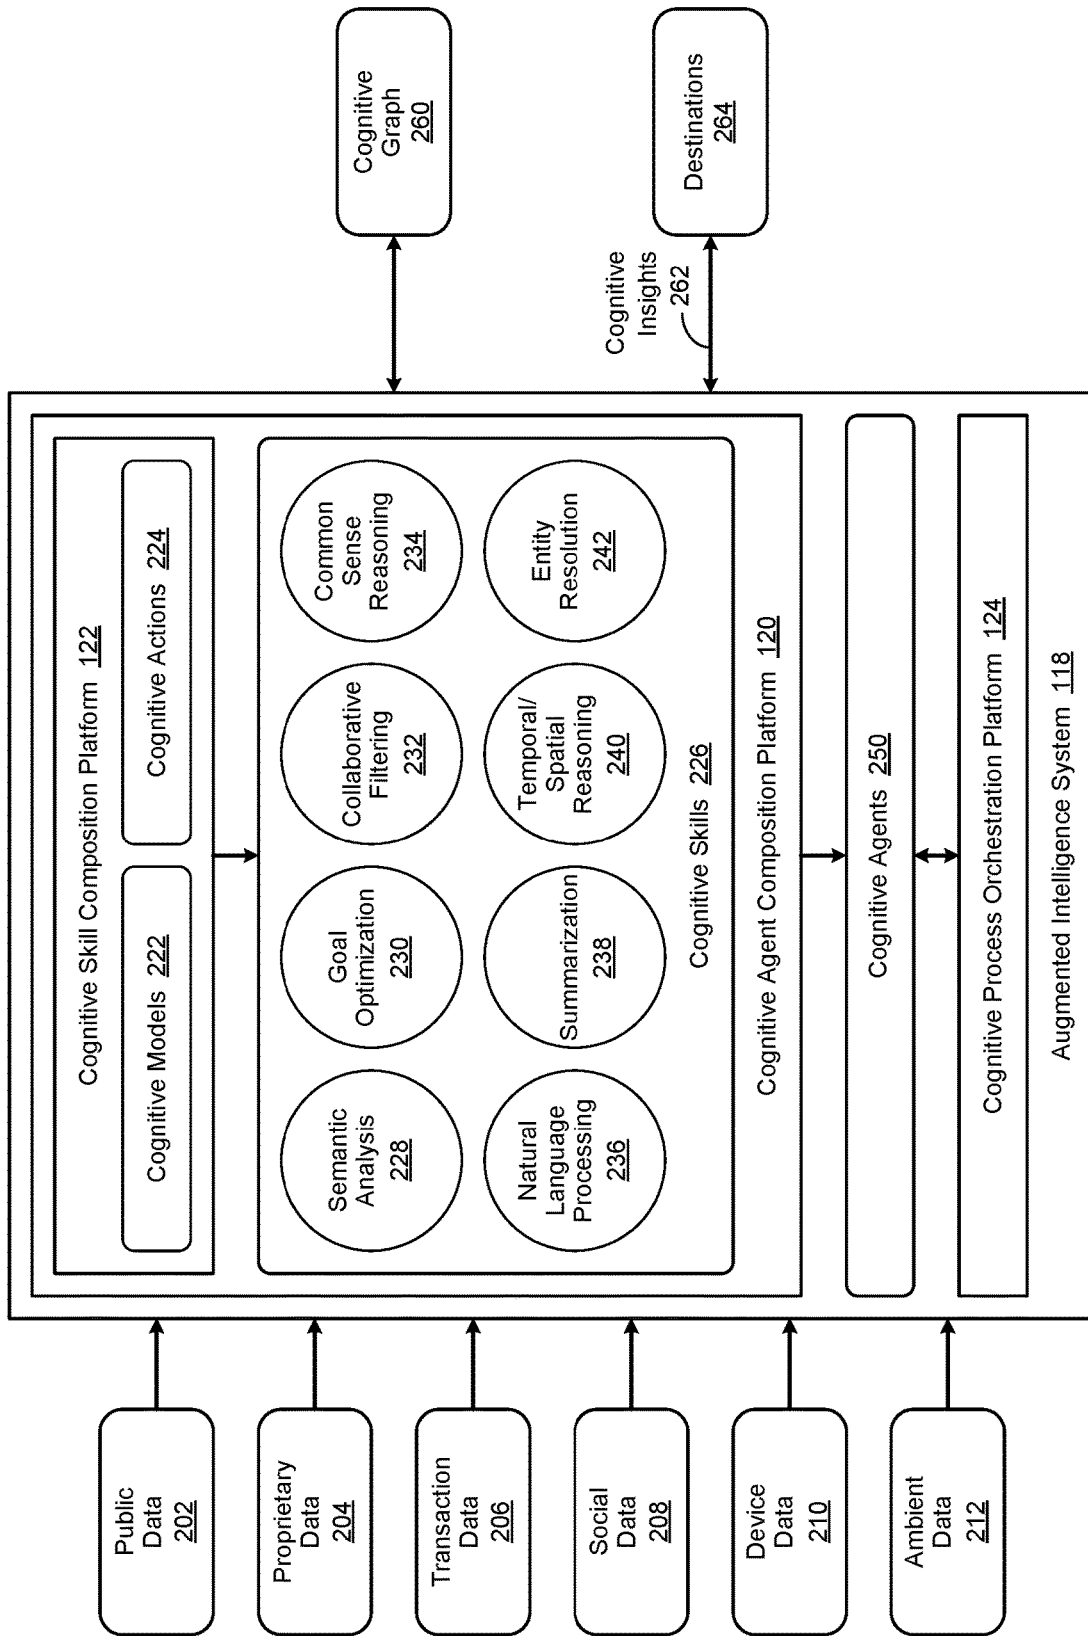 Public
Data
202
Proprietary
Data
204
Transaction
Data
206
Social
Data
208
Device
Data
210
Ambient
Data
212
Cognitive Skill Composition Platform 122
Cognitive Models 222
Cognitive Actions 224
Semantic
Analysis
228
Goal
Optimization
230
Collaborative
Filtering
232
Common
Sense
Reasoning
234
Natural
Language
Processing
236
Summarization
238
Temporal/
Spatial
Reasoning
240
Entity
Resolution
242
Cognitive Skills 226
Cognitive Agent Composition Platform 120
Cognitive Agents 250
Cognitive Process Orchestration Platform 124
Augmented Intelligence System 118
Cognitive
Graph
260
Cognitive
Insights
262
Destinations
264